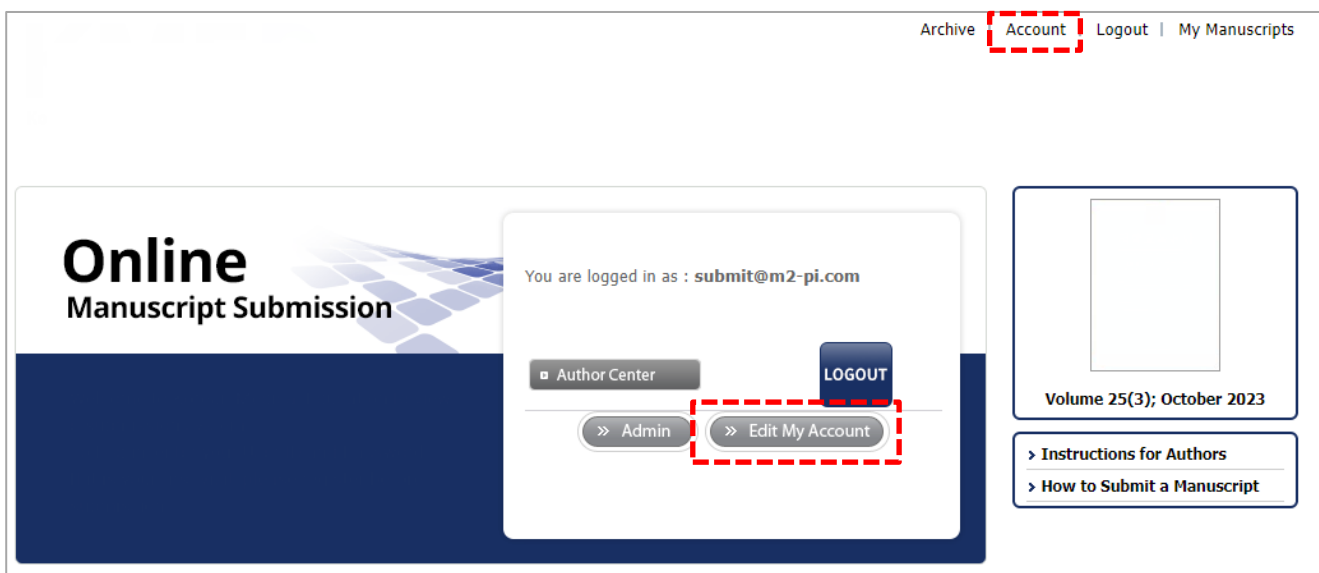 Archive Account Logout | My Manuscripts
Online
Manuscript Submission
You are logged in as : submit@m2-pi.com
Author Center
LOGOUT
» Admin
» Edit My Account
Volume 25(3); October 2023
› Instructions for Authors
› How to Submit a Manuscript